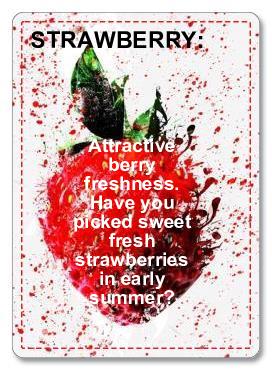 STRAWBERRY:
Attractive
berry
freshness.
Have you
picked sweet
fresh
strawberries
in early
summer?